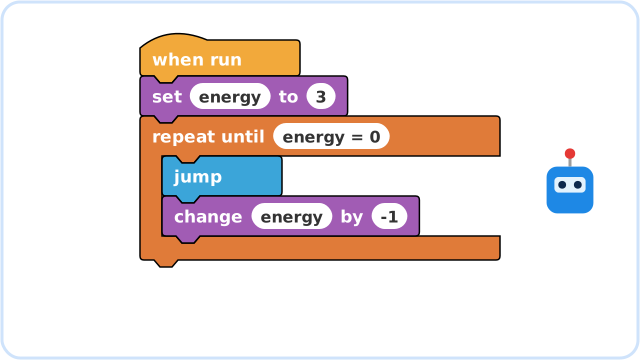 when run
set energy to 3
repeat until energy = 0
jump
change energy by -1